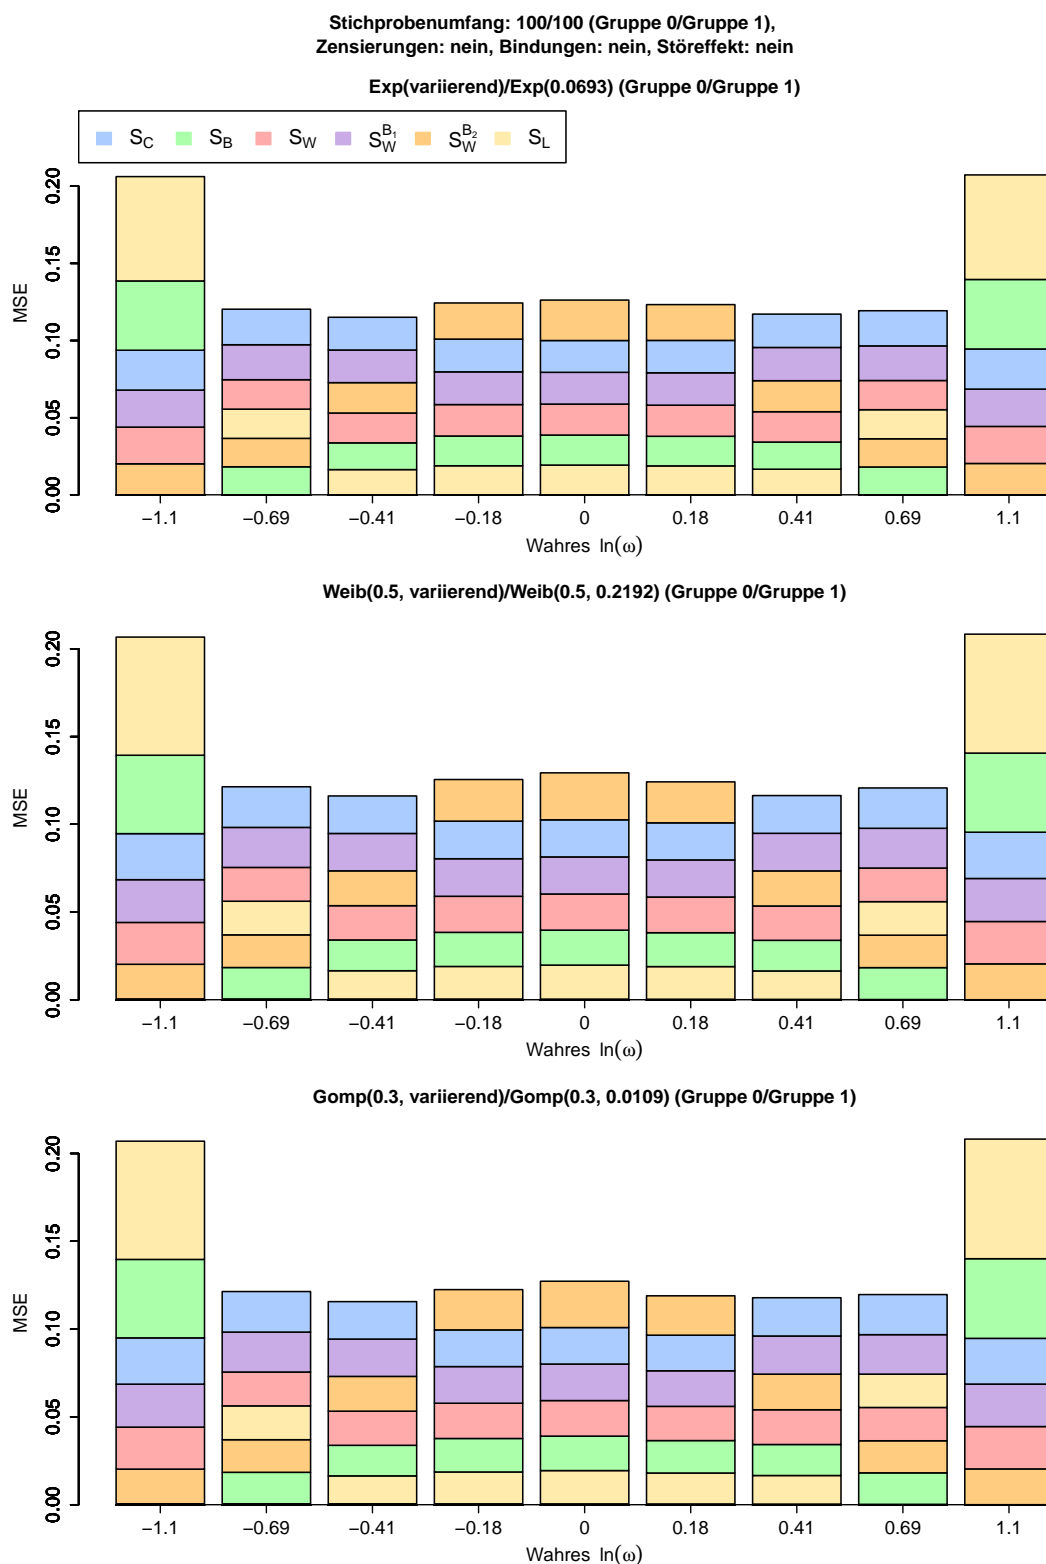 Stichprobenumfang: 100/100 (Gruppe 0/Gruppe 1),
Zensierungen: nein, Bindungen: nein, Störeffekt: nein
Exp(variierend)/Exp(0.0693) (Gruppe 0/Gruppe 1)
S_C S_B S_W S_W^B₁ S_W^B₂ S_L
MSE
0.20
0.15
0.10
0.05
0.00
−1.1 −0.69 −0.41 −0.18 0 0.18 0.41 0.69 1.1
Wahres ln(ω)
Weib(0.5, variierend)/Weib(0.5, 0.2192) (Gruppe 0/Gruppe 1)
MSE
0.20
0.15
0.10
0.05
0.00
−1.1 −0.69 −0.41 −0.18 0 0.18 0.41 0.69 1.1
Wahres ln(ω)
Gomp(0.3, variierend)/Gomp(0.3, 0.0109) (Gruppe 0/Gruppe 1)
MSE
0.20
0.15
0.10
0.05
0.00
−1.1 −0.69 −0.41 −0.18 0 0.18 0.41 0.69 1.1
Wahres ln(ω)